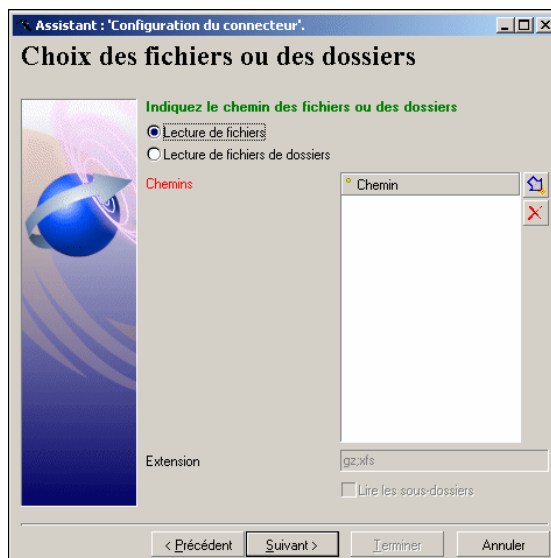 Assistant : 'Configuration du connecteur'.
Choix des fichiers ou des dossiers
Indiquez le chemin des fichiers ou des dossiers
Lecture de fichiers
Lecture de fichiers de dossiers
Chemins
Chemin
Extension
gz;xfs
Lire les sous-dossiers
< Précédent
Suivant >
Terminer
Annuler